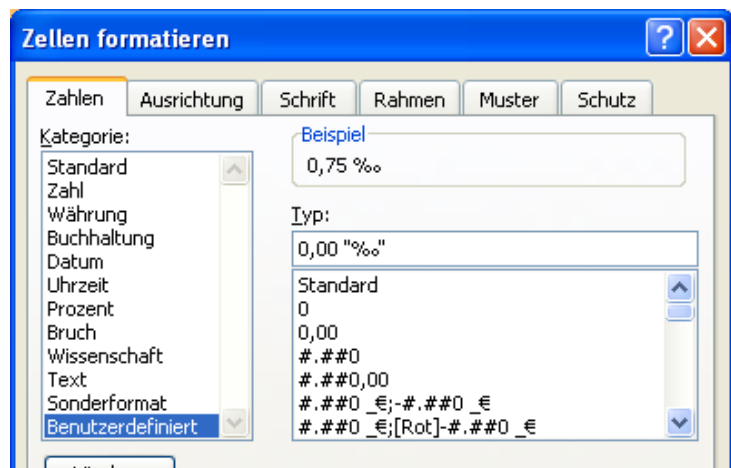 Zellen formatieren
Zahlen Ausrichtung Schrift Rahmen Muster Schutz
Kategorie:
Standard
Zahl
Währung
Buchhaltung
Datum
Uhrzeit
Prozent
Bruch
Wissenschaft
Text
Sonderformat
Benutzerdefiniert
Beispiel
0,75 ‰
Typ:
0,00 "‰"
Standard
0
0,00
#.##0
#.##0,00
#.##0 _€;-#.##0 _€
#.##0 _€;[Rot]-#.##0 _€